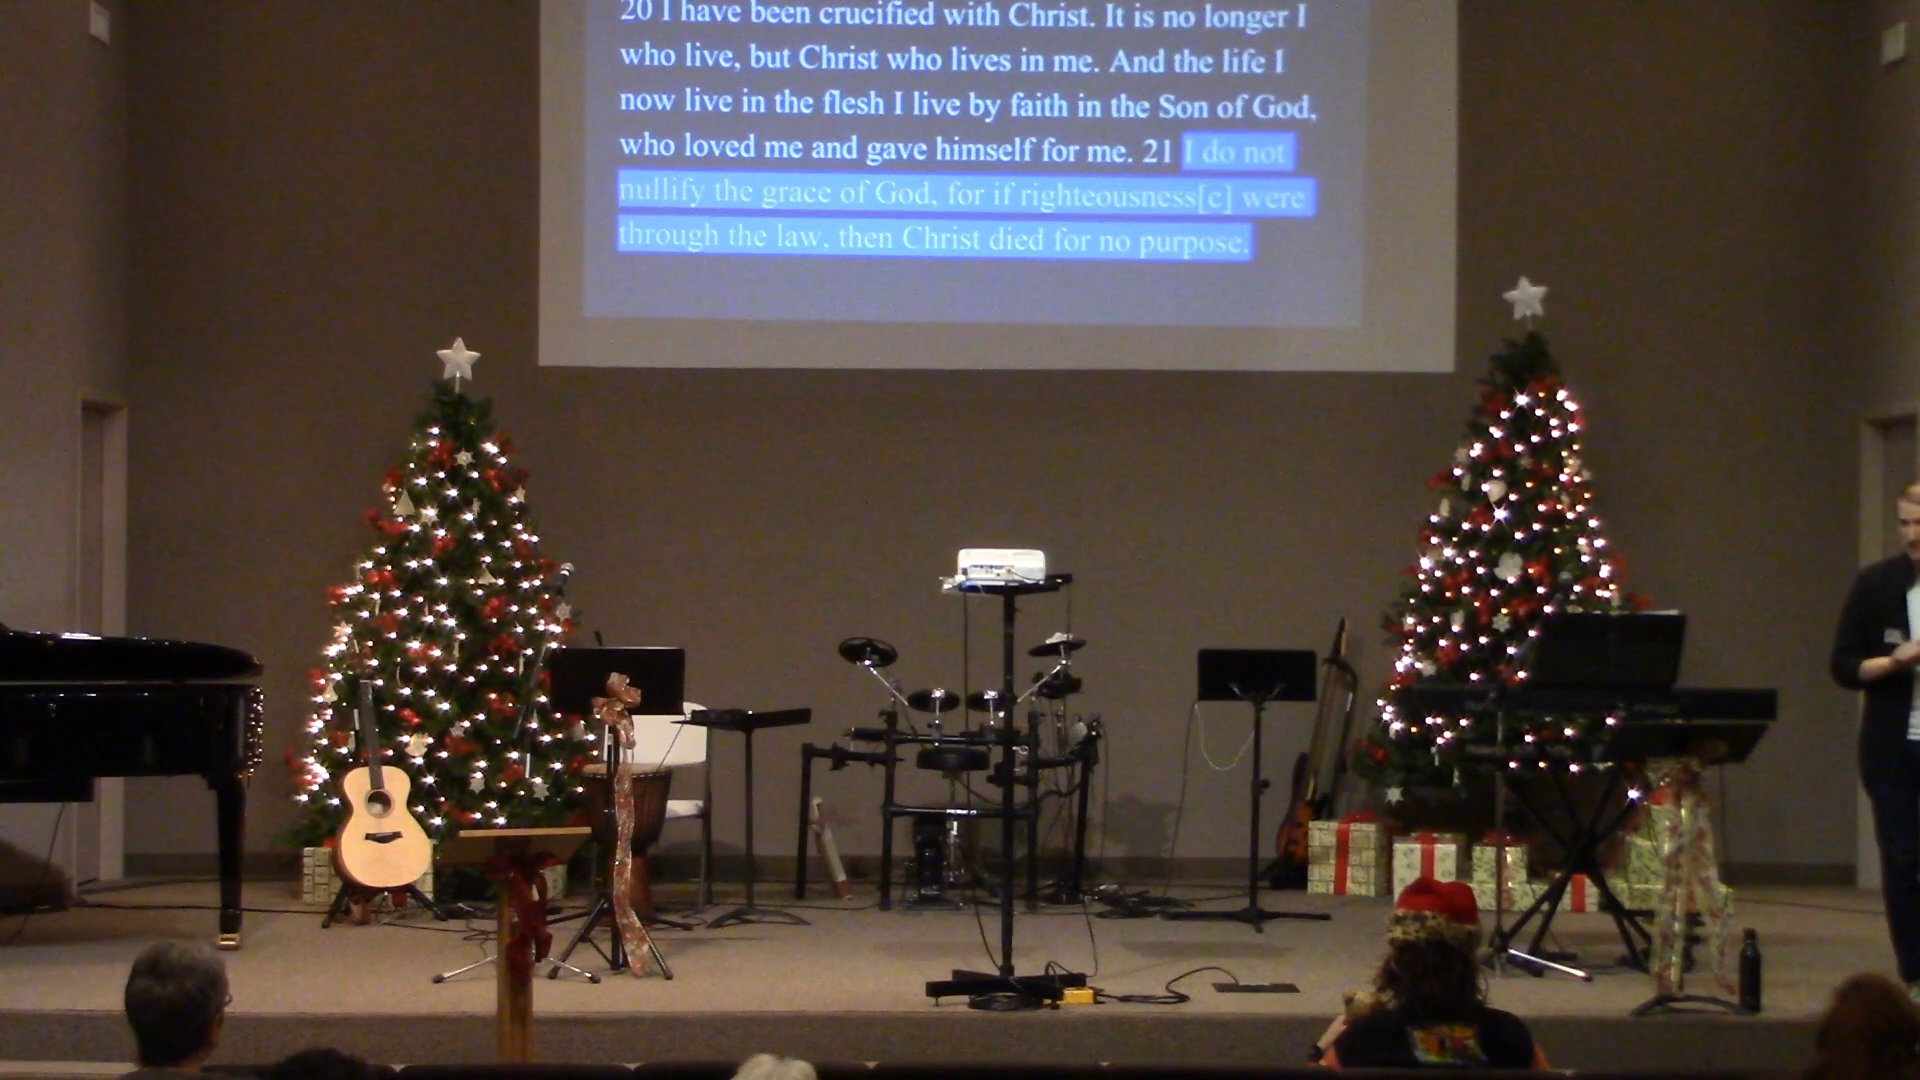 20 I have been crucified with Christ. It is no longer I
who live, but Christ who lives in me. And the life I
now live in the flesh I live by faith in the Son of God,
who loved me and gave himself for me. 21 I do not
nullify the grace of God, for if righteousness[c] were
through the law, then Christ died for no purpose.